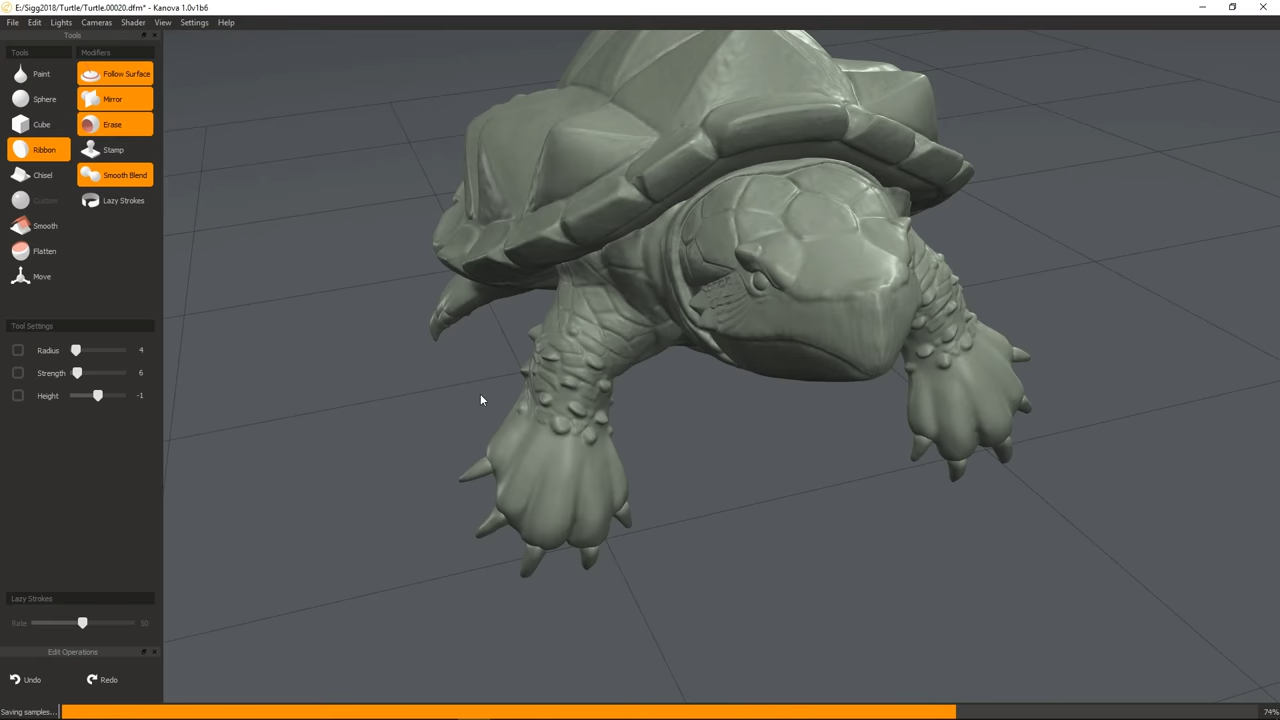 E:/Sigg2018/Turtle/Turtle.00020.dfm* - Kanova 1.0v1b6
File Edit Lights Cameras Shader View Settings Help
Tools
Tools Modifiers
Paint Follow Surface
Sphere Mirror
Cube Erase
Ribbon Stamp
Chisel Smooth Blend
Custom Lazy Strokes
Smooth
Flatten
Move
Tool Settings
Radius 4
Strength 6
Height -1
Lazy Strokes
Rate 50
Edit Operations
Undo Redo
Saving samples... 74%